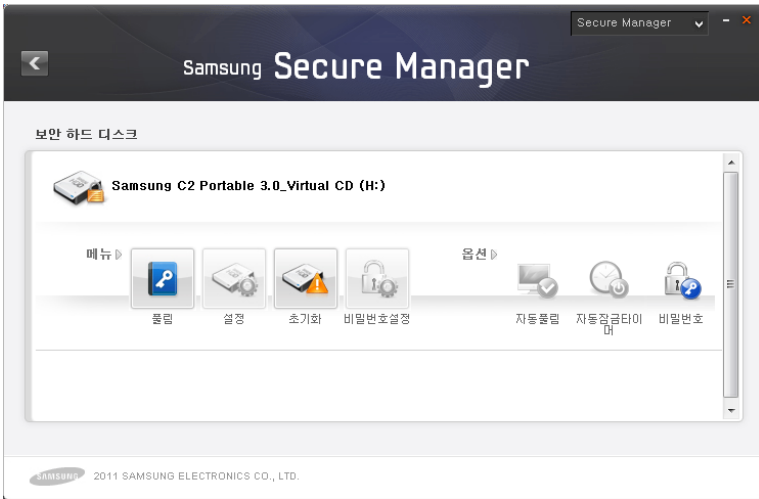 Secure Manager
Samsung Secure Manager
보안 하드 디스크
Samsung C2 Portable 3.0_Virtual CD (H:)
메뉴
옵션
풀림
설정
초기화
비밀번호설정
자동풀림
자동잠금타이
머
비밀번호
SAMSUNG 2011 SAMSUNG ELECTRONICS CO., LTD.